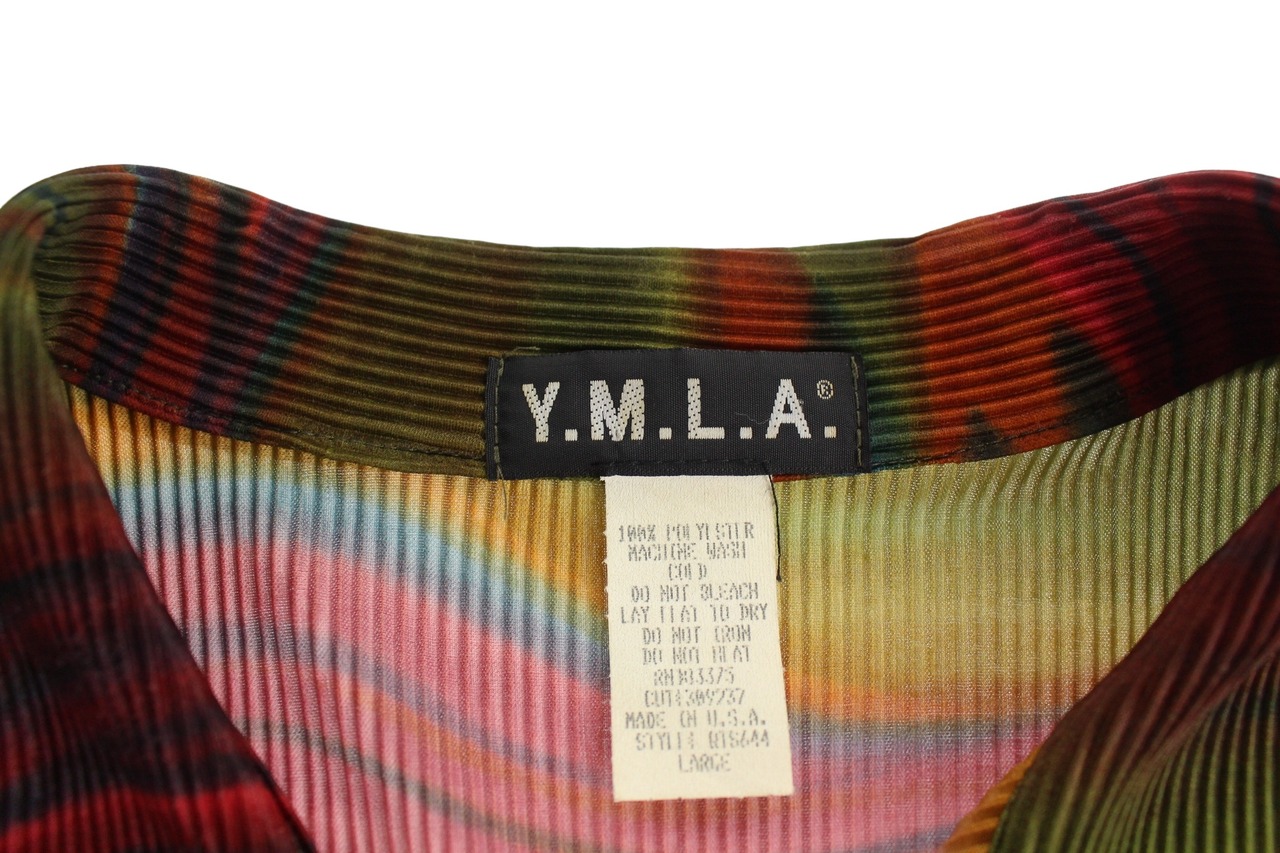 Y.M.L.A.®
100% POLYESTER
MACHINE WASH
COLD
DO NOT BLEACH
LAY FLAT TO DRY
DO NOT IRON
DO NOT HEAT
RN#83375
CUT#309237
MADE IN U.S.A.
STYLE# RTS644
LARGE